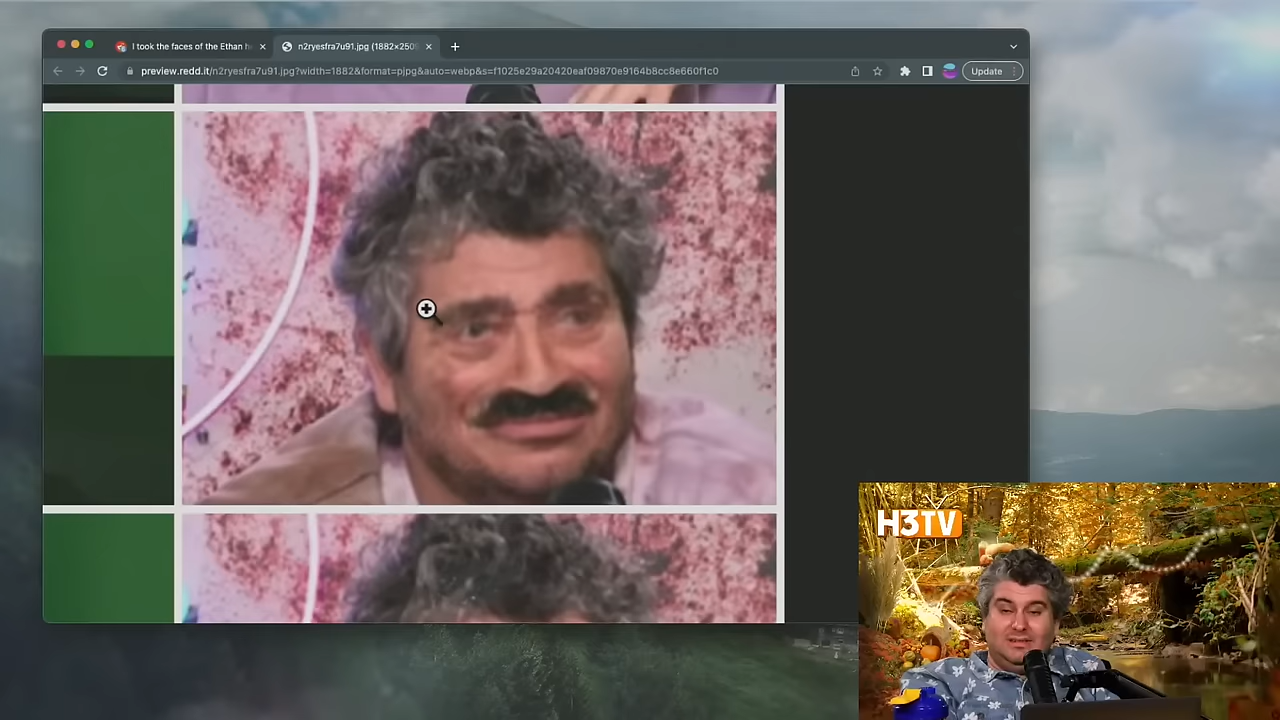 I took the faces of the Ethan h
n2ryesfra7u91.jpg (1882×250
preview.redd.it/n2ryesfra7u91.jpg?width=1882&format=pjpg&auto=webp&s=f1025e29a20420eaf09870e9164b8cc8e660f1c0
Update
H3TV